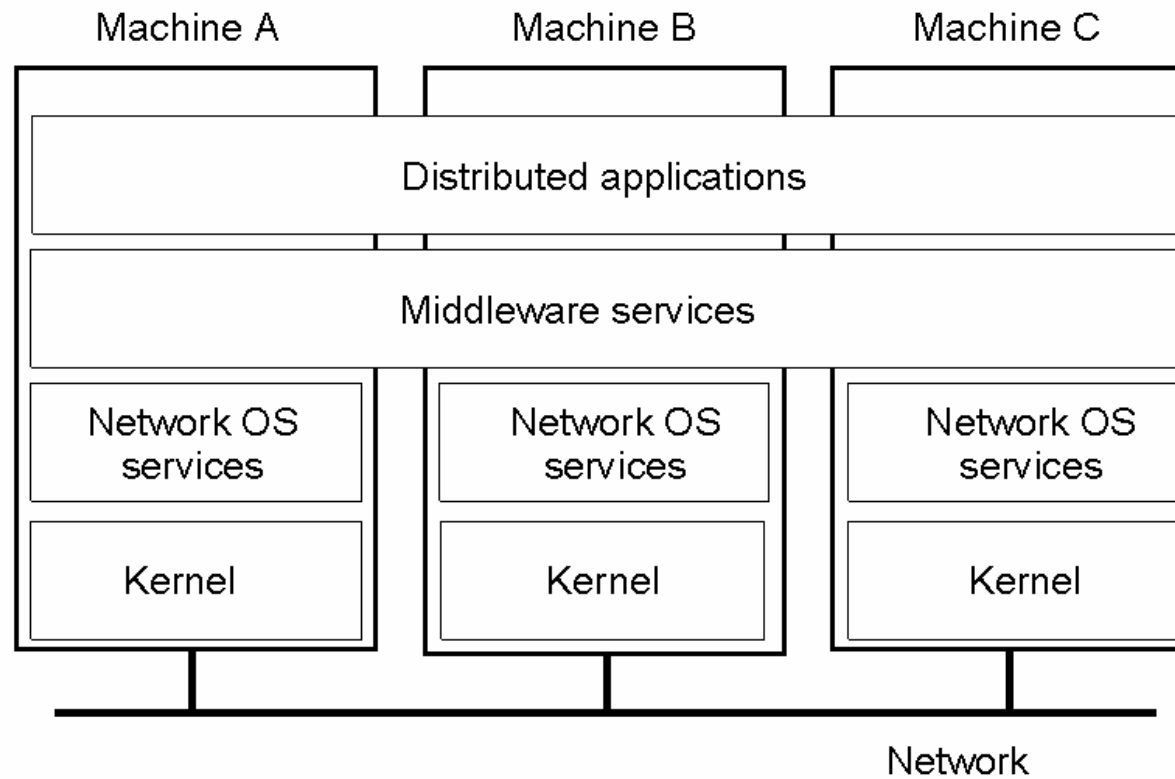 Machine A
Machine B
Machine C
Distributed applications
Middleware services
Network OS
services
Network OS
services
Network OS
services
Kernel
Kernel
Kernel
Network